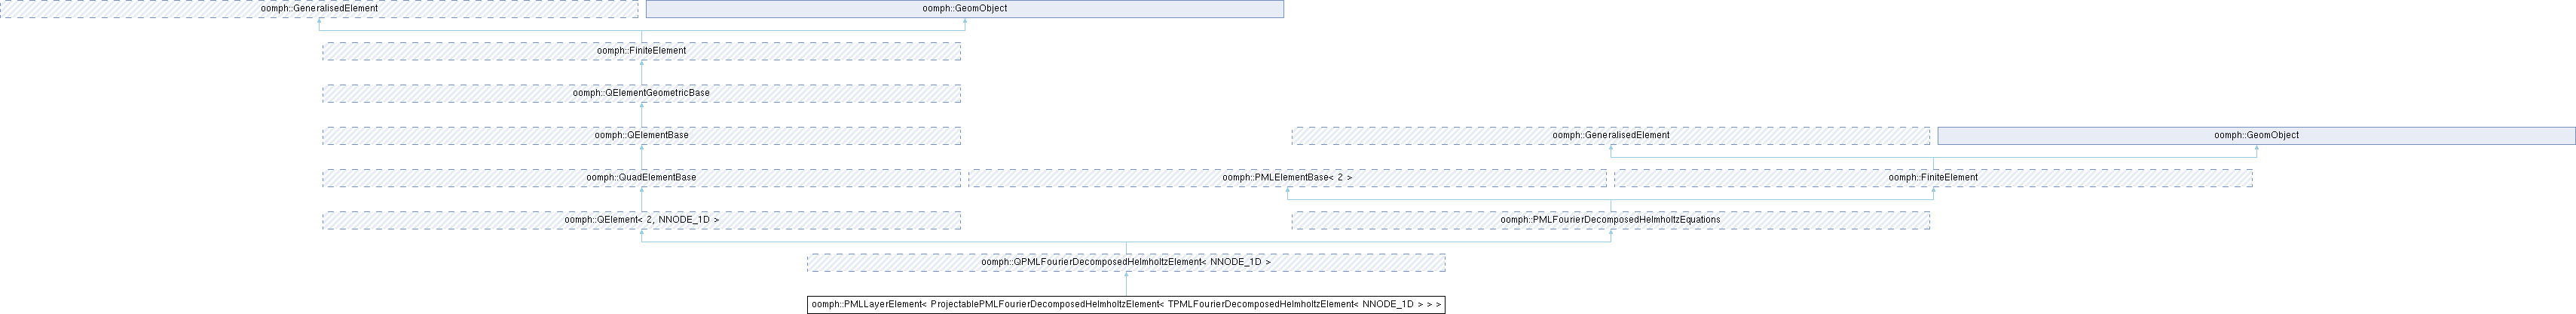 oomph::GeneralisedElement
oomph::GeomObject
oomph::FiniteElement
oomph::QElementGeometricBase
oomph::QElementBase
oomph::GeneralisedElement
oomph::GeomObject
oomph::QuadElementBase
oomph::PMLElementBase< 2 >
oomph::FiniteElement
oomph::QElement< 2, NNODE_1D >
oomph::PMLFourierDecomposedHelmholtzEquations
oomph::QPMLFourierDecomposedHelmholtzElement< NNODE_1D >
oomph::PMLLayerElement< ProjectablePMLFourierDecomposedHelmholtzElement< TPMLFourierDecomposedHelmholtzElement< NNODE_1D > > >